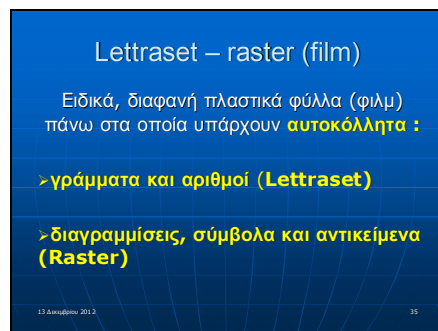 Lettraset – raster (film)
Ειδικά, διαφανή πλαστικά φύλλα (φιλμ)
πάνω στα οποία υπάρχουν αυτοκόλλητα :
➢γράμματα και αριθμοί (Lettraset)
➢διαγραμμίσεις, σύμβολα και αντικείμενα
(Raster)
13 Δεκεμβρίου 2012 35